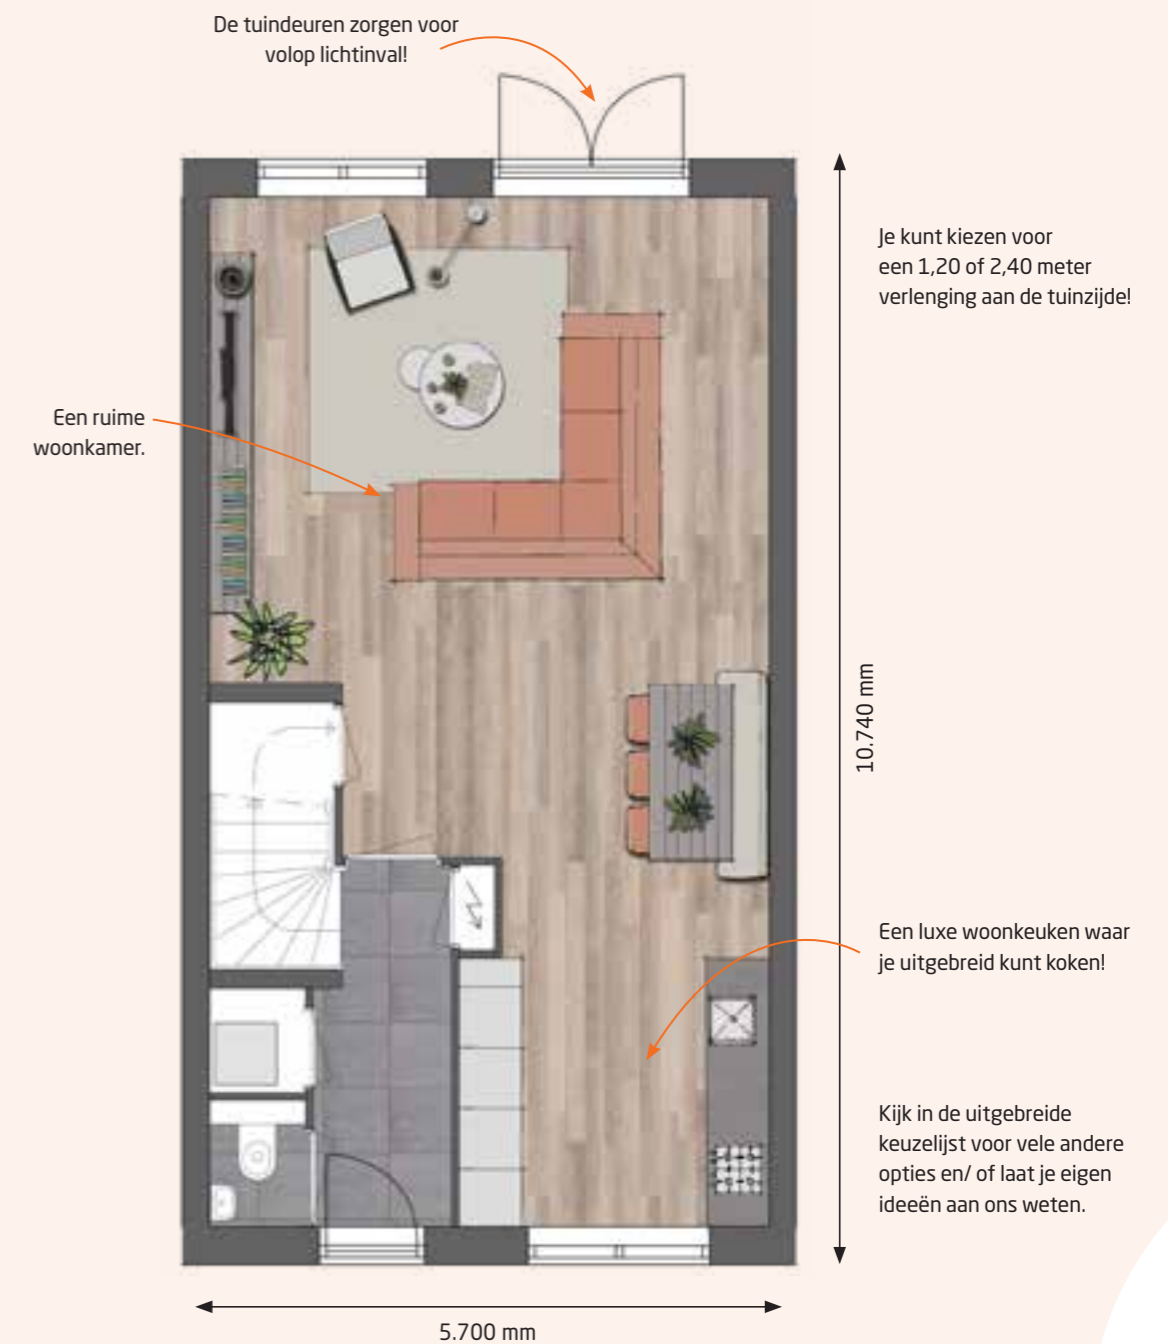 De tuindeuren zorgen voor
volop lichtinval!
Je kunt kiezen voor
een 1,20 of 2,40 meter
verlenging aan de tuinzijde!
Een ruime
woonkamer.
10.740 mm
Een luxe woonkeuken waar
je uitgebreid kunt koken!
Kijk in de uitgebreide
keuzelijst voor vele andere
opties en/ of laat je eigen
ideeën aan ons weten.
5.700 mm